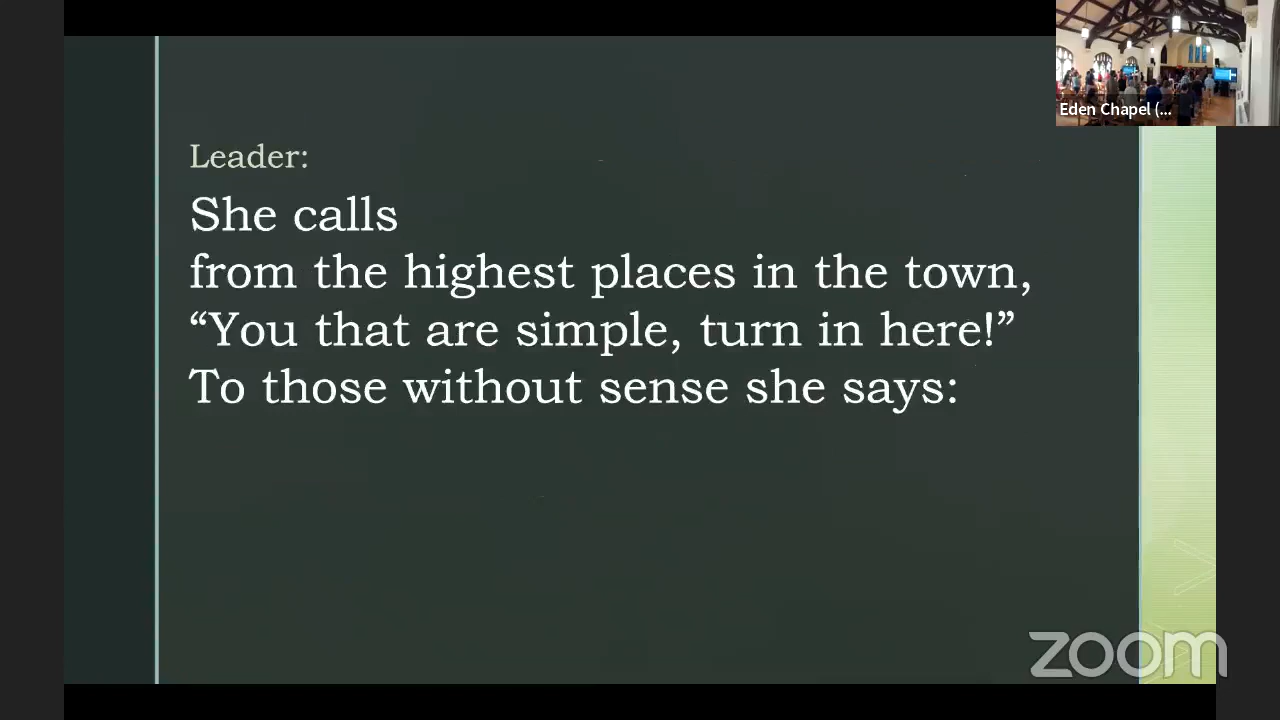 Eden Chapel (...
Leader:
She calls
from the highest places in the town,
“You that are simple, turn in here!”
To those without sense she says:
zoom